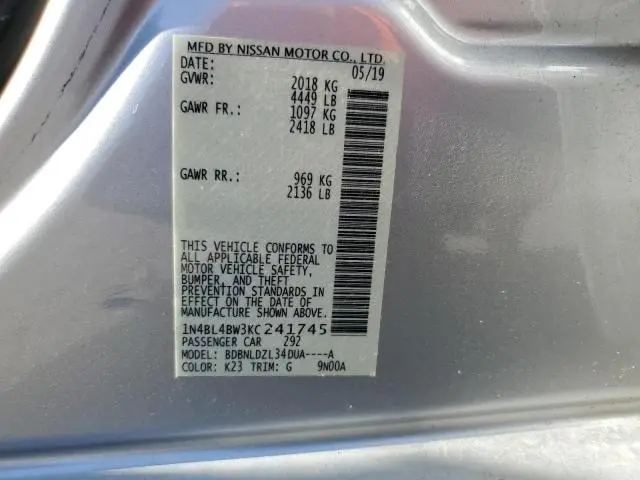 MFD BY NISSAN MOTOR CO., LTD.
DATE: 05/19
GVWR: 2018 KG
4449 LB
GAWR FR.: 1097 KG
2418 LB
GAWR RR.: 969 KG
2136 LB
THIS VEHICLE CONFORMS TO
ALL APPLICABLE FEDERAL
MOTOR VEHICLE SAFETY,
BUMPER, AND THEFT
PREVENTION STANDARDS IN
EFFECT ON THE DATE OF
MANUFACTURE SHOWN ABOVE.
1N4BL4BW3KC241745
PASSENGER CAR 292
MODEL: BDBNLDZL34DUA----A
COLOR: K23 TRIM: G 9N00A